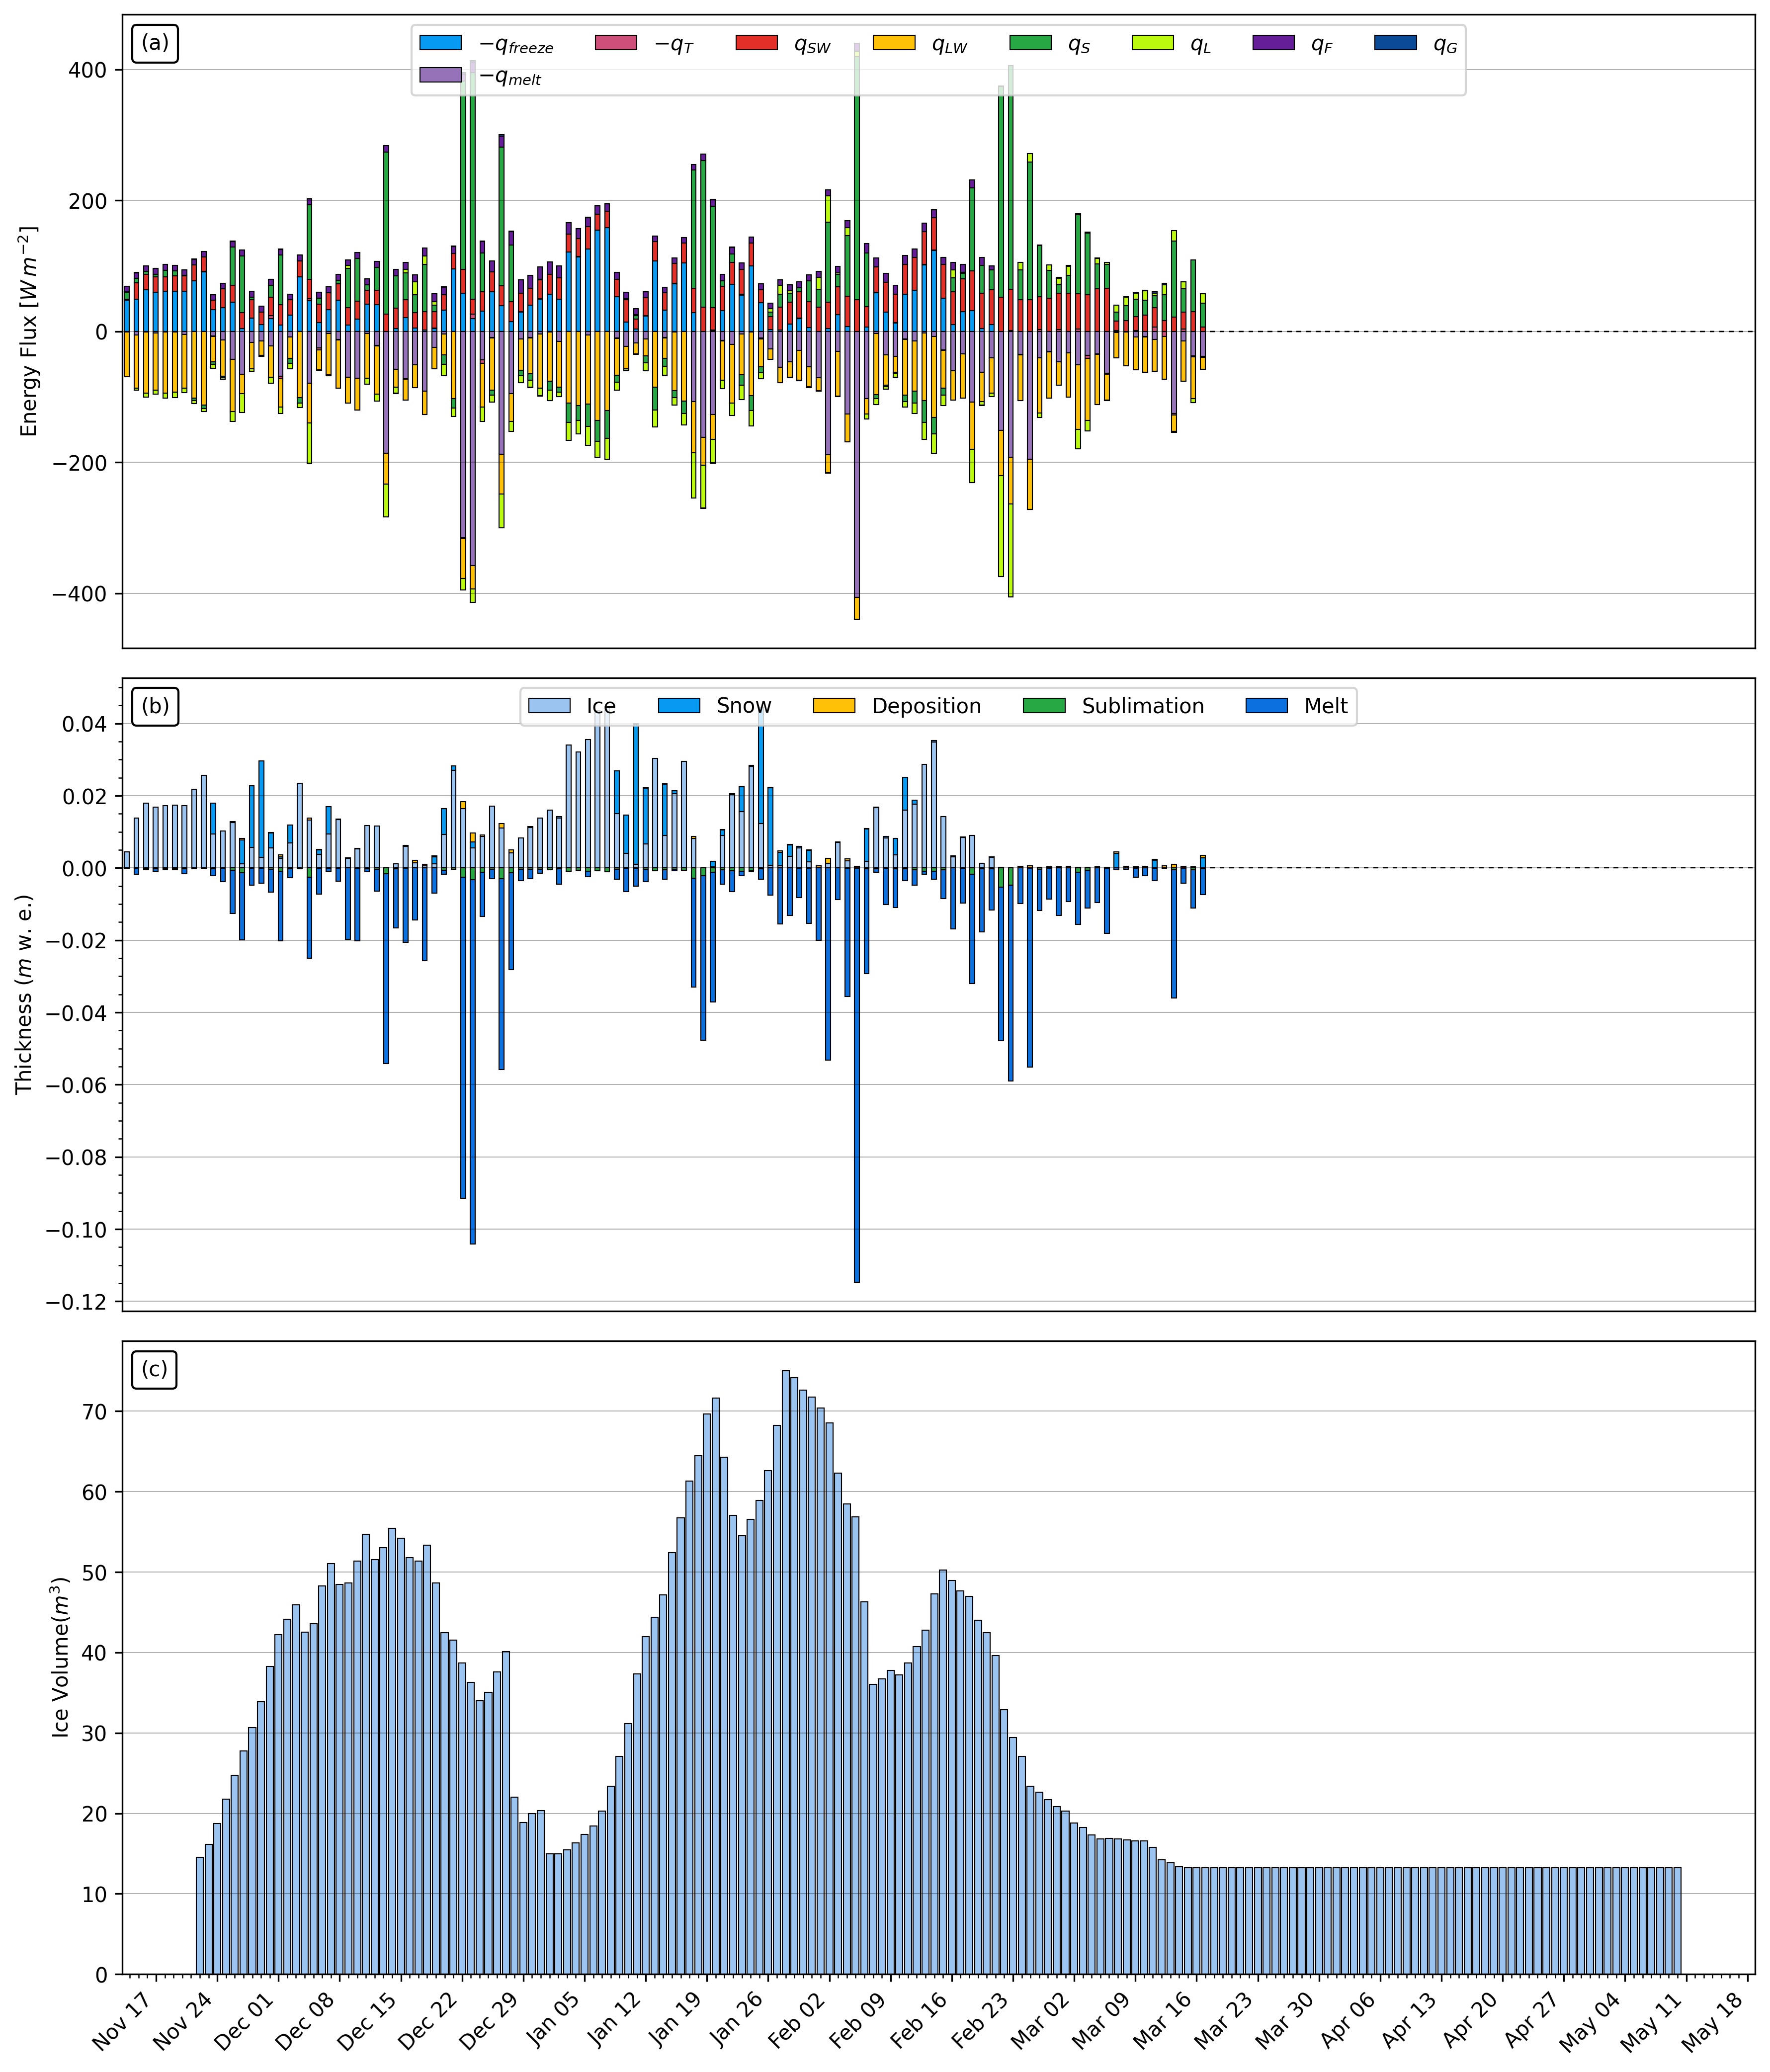 (a)
−q_freeze −q_T q_SW q_LW q_S q_L q_F q_G
−q_melt
Energy Flux [W m⁻²]
400
200
0
−200
−400
(b)
Ice Snow Deposition Sublimation Melt
Thickness (m w. e.)
0.04
0.02
0.00
−0.02
−0.04
−0.06
−0.08
−0.10
−0.12
(c)
Ice Volume(m³)
70
60
50
40
30
20
10
0
Nov 17 Nov 24 Dec 01 Dec 08 Dec 15 Dec 22 Dec 29 Jan 05 Jan 12 Jan 19 Jan 26 Feb 02 Feb 09 Feb 16 Feb 23 Mar 02 Mar 09 Mar 16 Mar 23 Mar 30 Apr 06 Apr 13 Apr 20 Apr 27 May 04 May 11 May 18